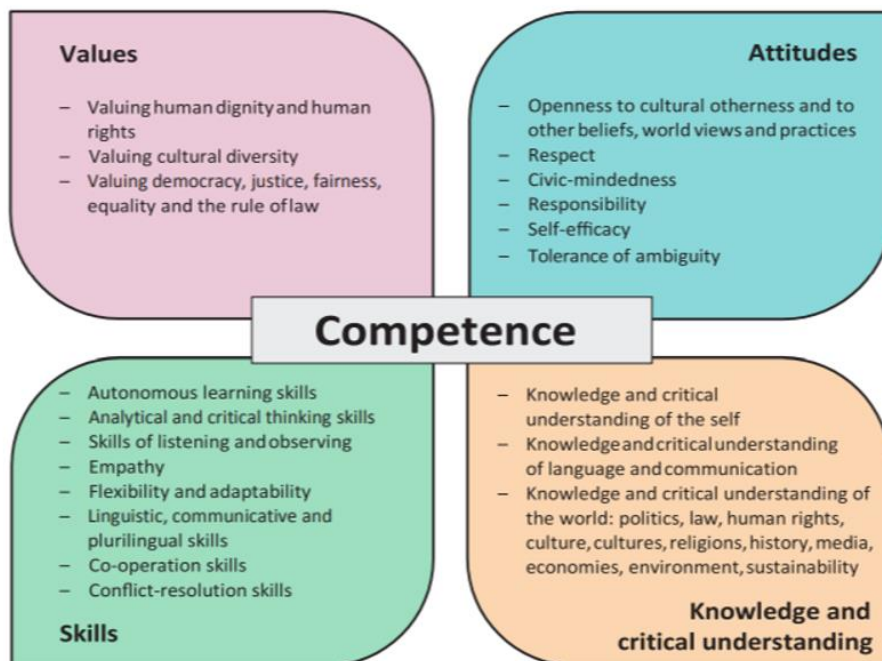 Values
– Valuing human dignity and human
rights
– Valuing cultural diversity
– Valuing democracy, justice, fairness,
equality and the rule of law
Attitudes
– Openness to cultural otherness and to
other beliefs, world views and practices
– Respect
– Civic-mindedness
– Responsibility
– Self-efficacy
– Tolerance of ambiguity
Competence
– Autonomous learning skills
– Analytical and critical thinking skills
– Skills of listening and observing
– Empathy
– Flexibility and adaptability
– Linguistic, communicative and
plurilingual skills
– Co-operation skills
– Conflict-resolution skills
Skills
– Knowledge and critical
understanding of the self
– Knowledge and critical understanding
of language and communication
– Knowledge and critical understanding of
the world: politics, law, human rights,
culture, cultures, religions, history, media,
economies, environment, sustainability
Knowledge and
critical understanding